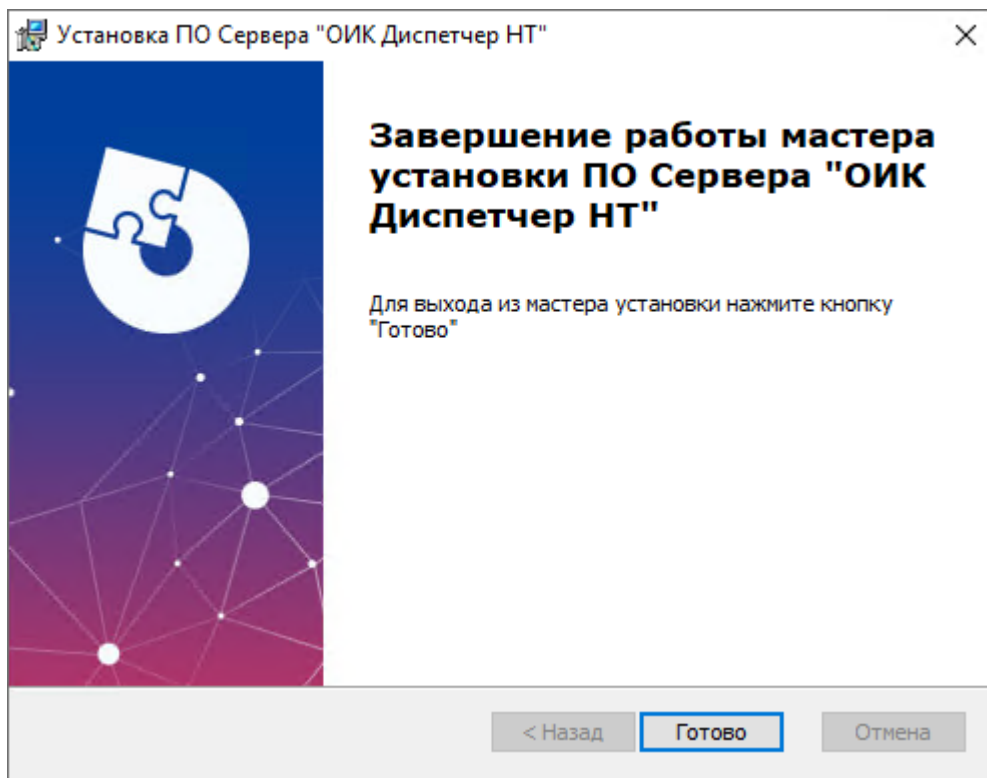 Установка ПО Сервера "ОИК Диспетчер НТ"
Завершение работы мастера
установки ПО Сервера "ОИК
Диспетчер НТ"
Для выхода из мастера установки нажмите кнопку
"Готово"
< Назад
Готово
Отмена